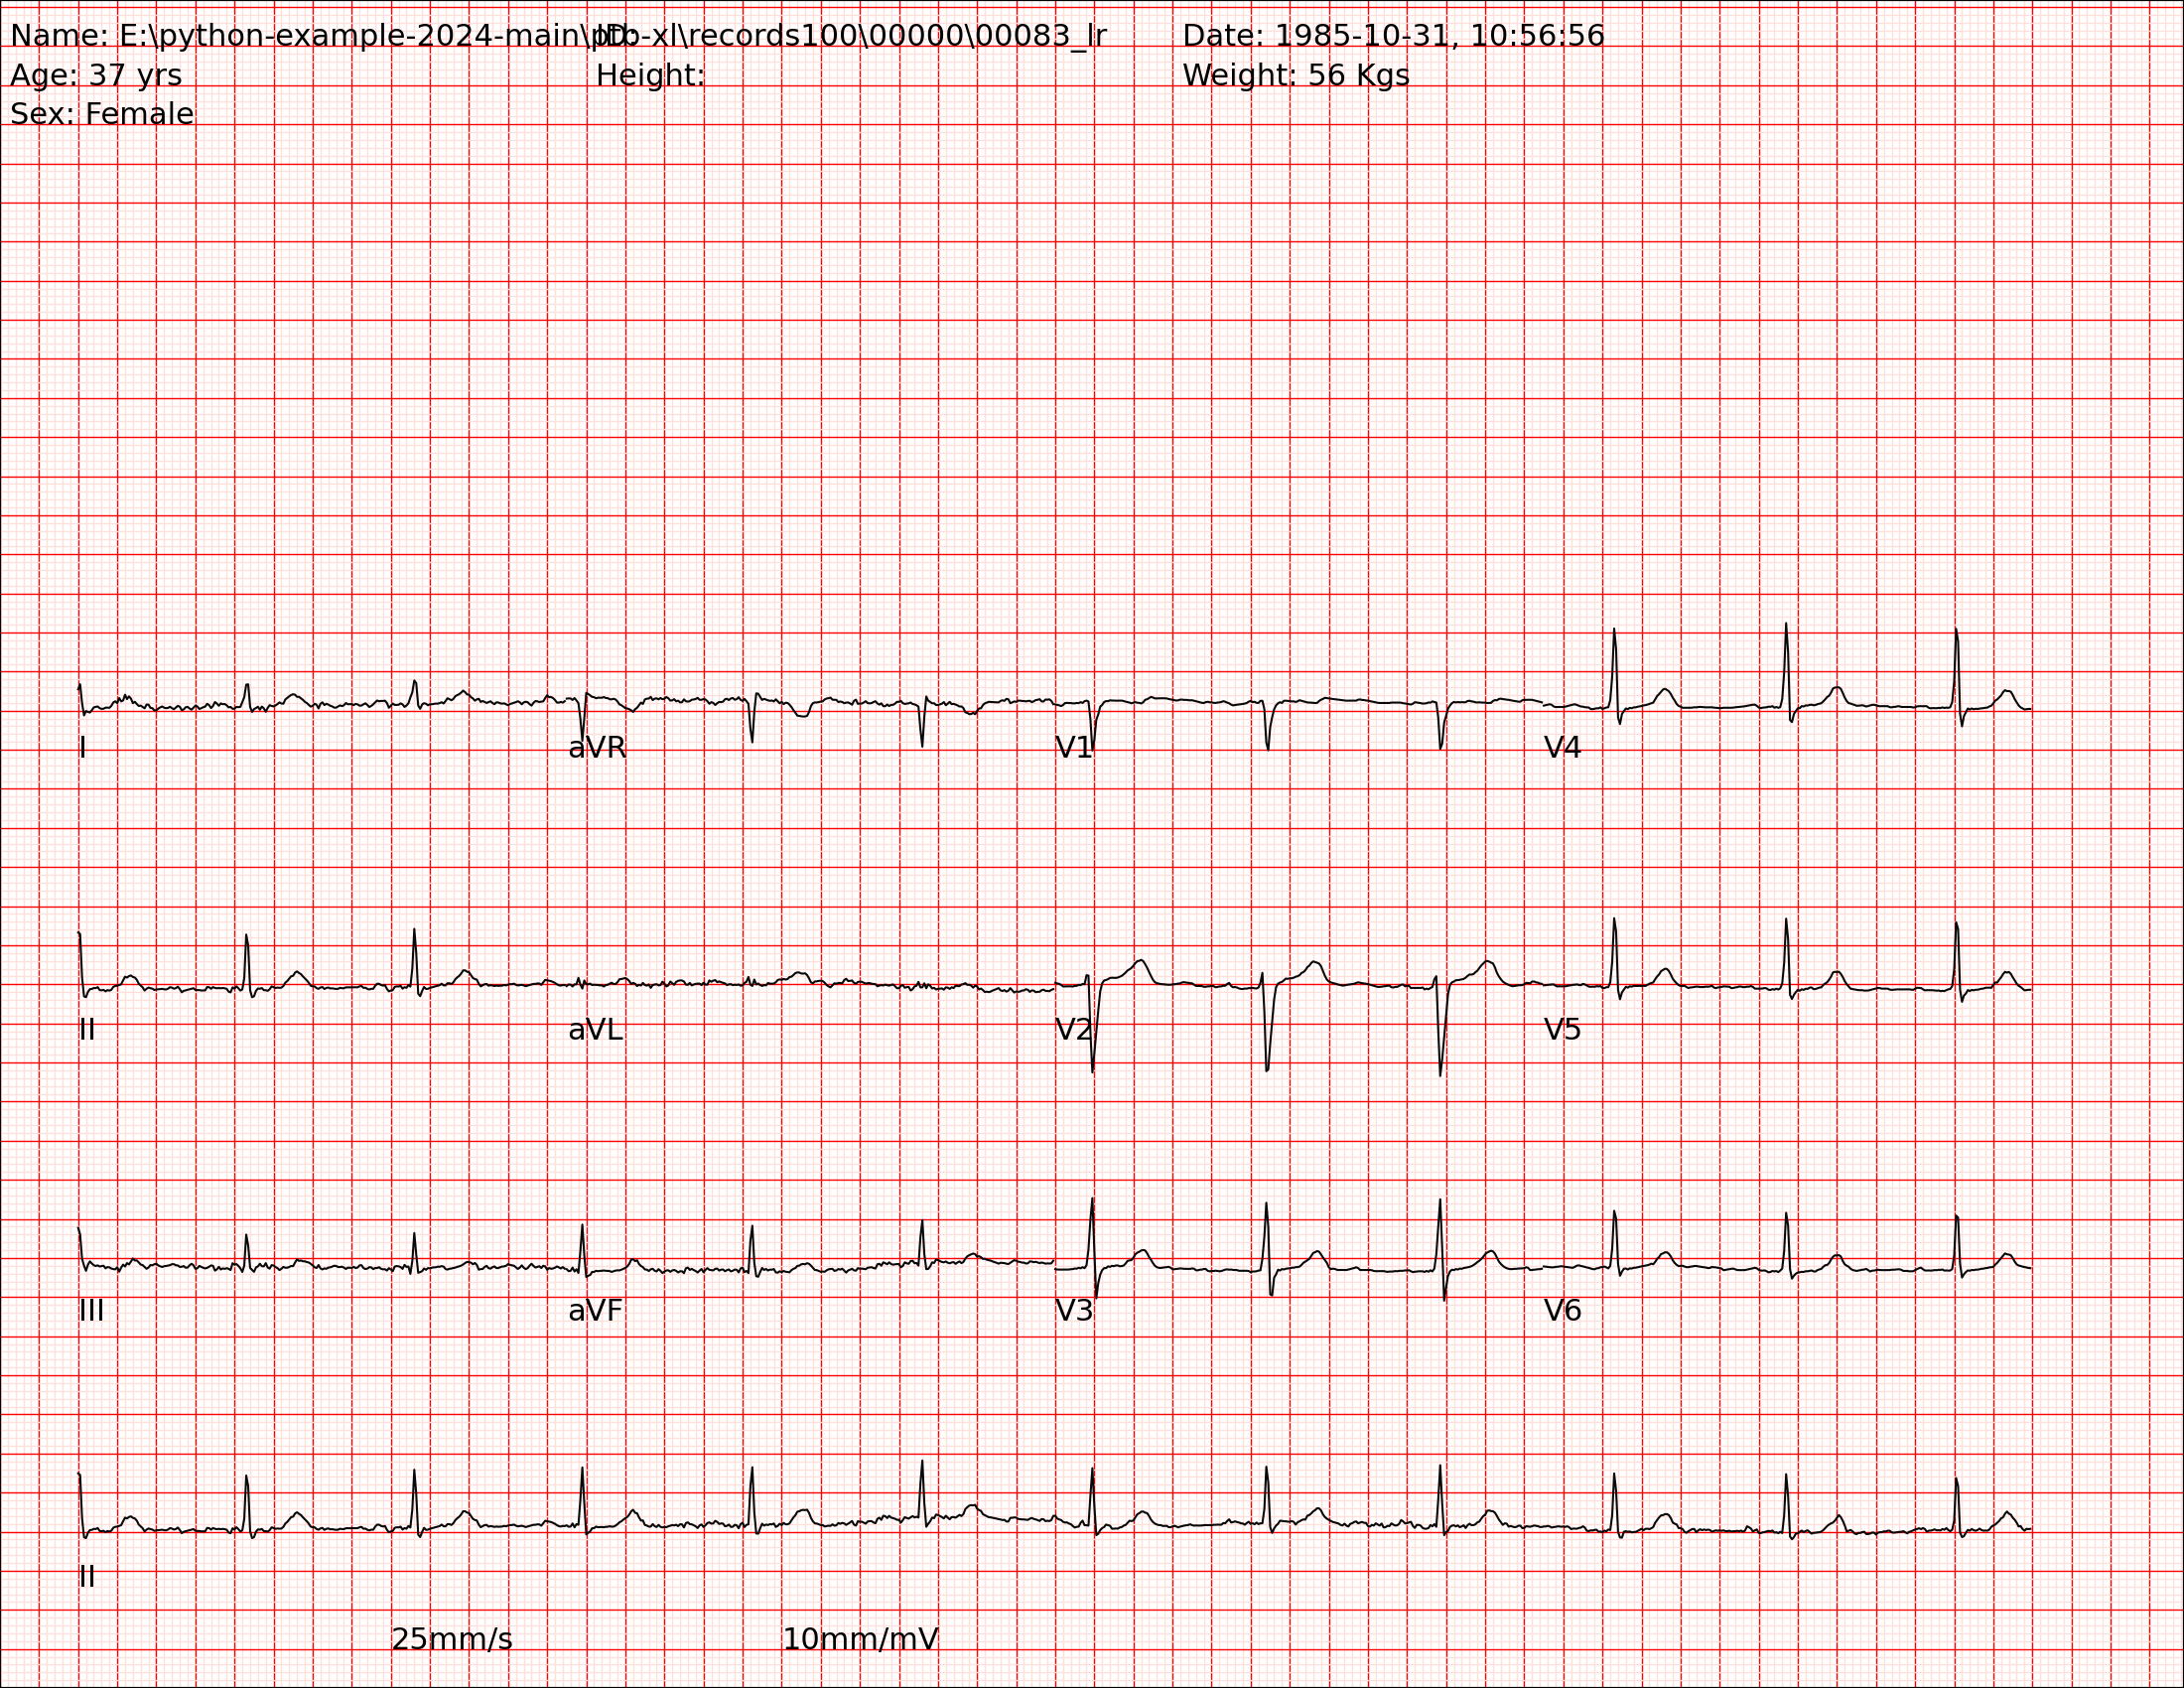 Name: E:\python-example-2024-main\ptb-xl\records100\00000\00083_lr ID: Date: 1985-10-31, 10:56:56
Age: 37 yrs Height: Weight: 56 Kgs
Sex: Female
I aVR V1 V4
II aVL V2 V5
III aVF V3 V6
II
25mm/s 10mm/mV